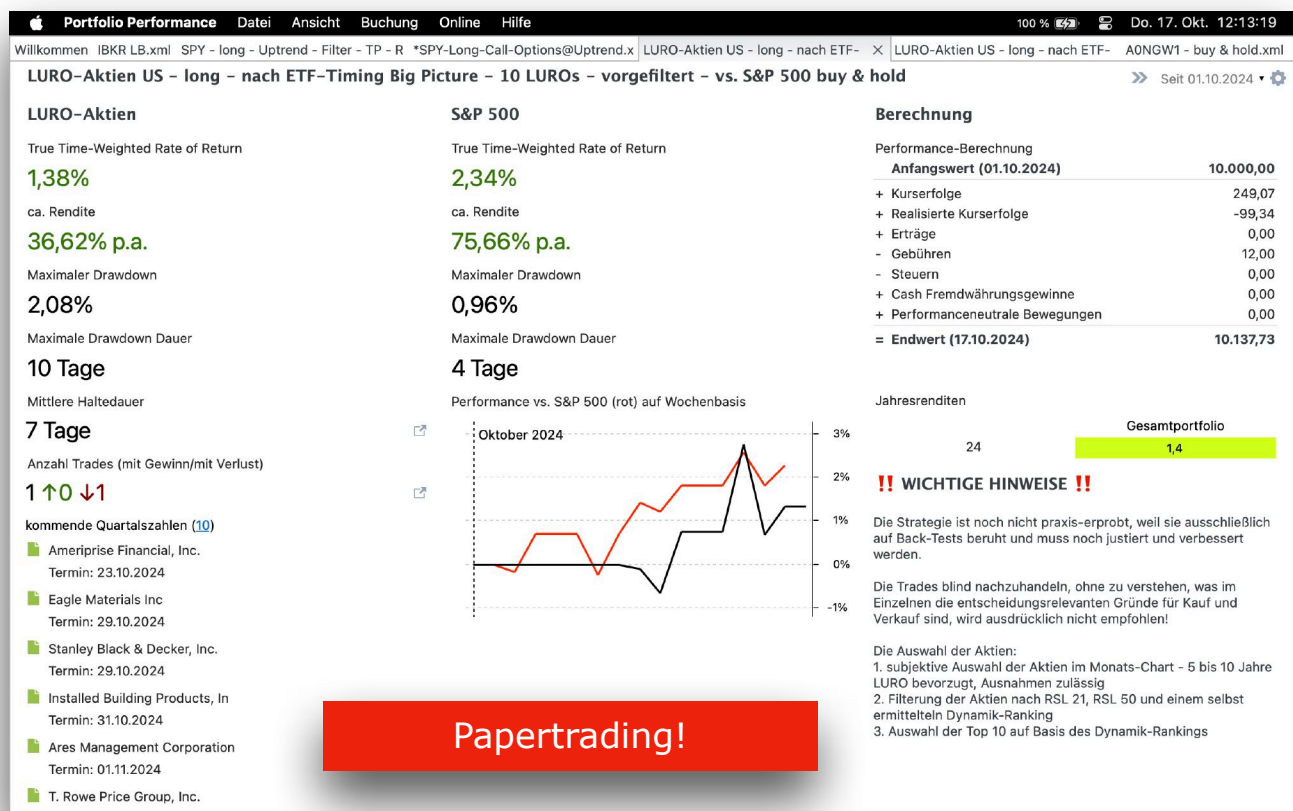 Portfolio Performance Datei Ansicht Buchung Online Hilfe 100 % Do. 17. Okt. 12:13:19
Willkommen IBKR LB.xml SPY - long - Uptrend - Filter - TP - R *SPY-Long-Call-Options@Uptrend.x LURO-Aktien US - long - nach ETF- LURO-Aktien US - long - nach ETF- A0NGW1 - buy & hold.xml
LURO-Aktien US - long - nach ETF-Timing Big Picture - 10 LUROs - vorgefiltert - vs. S&P 500 buy & hold
Seit 01.10.2024
LURO-Aktien
True Time-Weighted Rate of Return
1,38%
ca. Rendite
36,62% p.a.
Maximaler Drawdown
2,08%
Maximale Drawdown Dauer
10 Tage
Mittlere Haltedauer
7 Tage
Anzahl Trades (mit Gewinn/mit Verlust)
1 ↑0 ↓1
kommende Quartalszahlen (10)
Ameriprise Financial, Inc.
Termin: 23.10.2024
Eagle Materials Inc
Termin: 29.10.2024
Stanley Black & Decker, Inc.
Termin: 29.10.2024
Installed Building Products, In
Termin: 31.10.2024
Ares Management Corporation
Termin: 01.11.2024
T. Rowe Price Group, Inc.
S&P 500
True Time-Weighted Rate of Return
2,34%
ca. Rendite
75,66% p.a.
Maximaler Drawdown
0,96%
Maximale Drawdown Dauer
4 Tage
Performance vs. S&P 500 (rot) auf Wochenbasis
Oktober 2024
3%
2%
1%
0%
-1%
Papertrading!
Berechnung
Performance-Berechnung
Anfangswert (01.10.2024) 10.000,00
+ Kurserfolge 249,07
+ Realisierte Kurserfolge -99,34
+ Erträge 0,00
- Gebühren 12,00
- Steuern 0,00
+ Cash Fremdwährungsgewinne 0,00
+ Performanceneutrale Bewegungen 0,00
= Endwert (17.10.2024) 10.137,73
Jahresrenditen
Gesamtportfolio
24 1,4
‼ WICHTIGE HINWEISE ‼
Die Strategie ist noch nicht praxis-erprobt, weil sie ausschließlich
auf Back-Tests beruht und muss noch justiert und verbessert
werden.
Die Trades blind nachzuhandeln, ohne zu verstehen, was im
Einzelnen die entscheidungsrelevanten Gründe für Kauf und
Verkauf sind, wird ausdrücklich nicht empfohlen!
Die Auswahl der Aktien:
1. subjektive Auswahl der Aktien im Monats-Chart - 5 bis 10 Jahre
LURO bevorzugt, Ausnahmen zulässig
2. Filterung der Aktien nach RSL 21, RSL 50 und einem selbst
ermittelteln Dynamik-Ranking
3. Auswahl der Top 10 auf Basis des Dynamik-Rankings